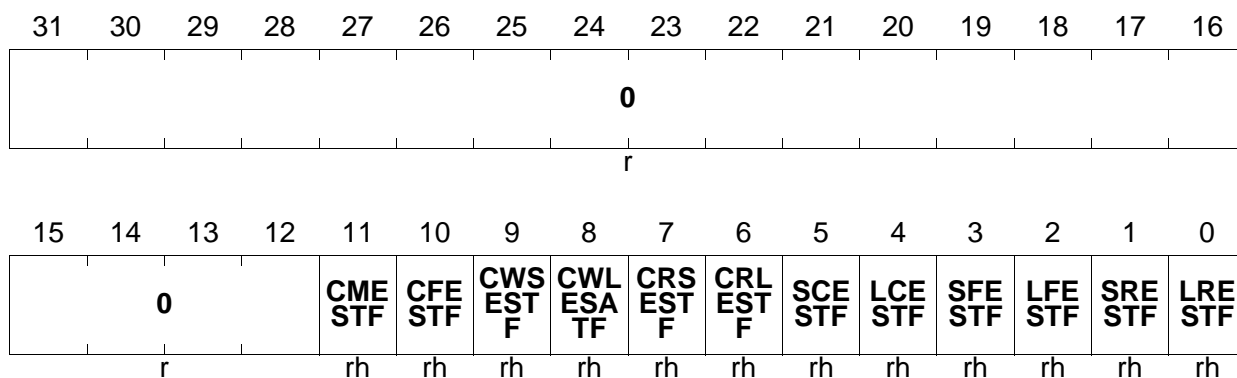 31 30 29 28 27 26 25 24 23 22 21 20 19 18 17 16
0
r
15 14 13 12 11 10 9 8 7 6 5 4 3 2 1 0
0 CME CFE CWS CWL CRS CRL SCE LCE SFE LFE SRE LRE
STF STF EST ESA EST EST STF STF STF STF STF STF
F TF F F
r rh rh rh rh rh rh rh rh rh rh rh rh